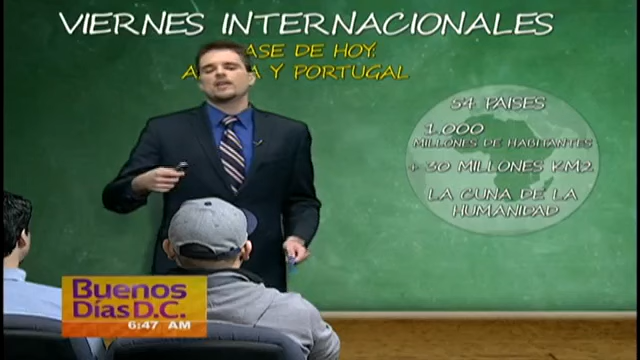 VIERNES INTERNACIONALES
ASE DE HOY:
A Y PORTUGAL
54 PAISES
1.000
MILLONES DE HABITANTES
+ 30 MILLONES KM2
LA CUNA DE LA
HUMANIDAD
Buenos
Días D.C.
6:47 AM